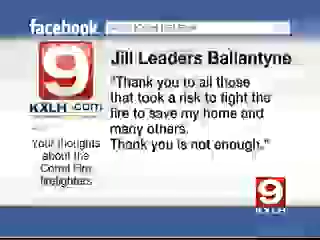 facebook
Jill Leaders Ballantyne
9
KXLH.com
"Thank you to all those
that took a risk to fight the
fire to save my home and
many others.
Thank you is not enough."
Your thoughts
about the
firefighters
9
KXLH